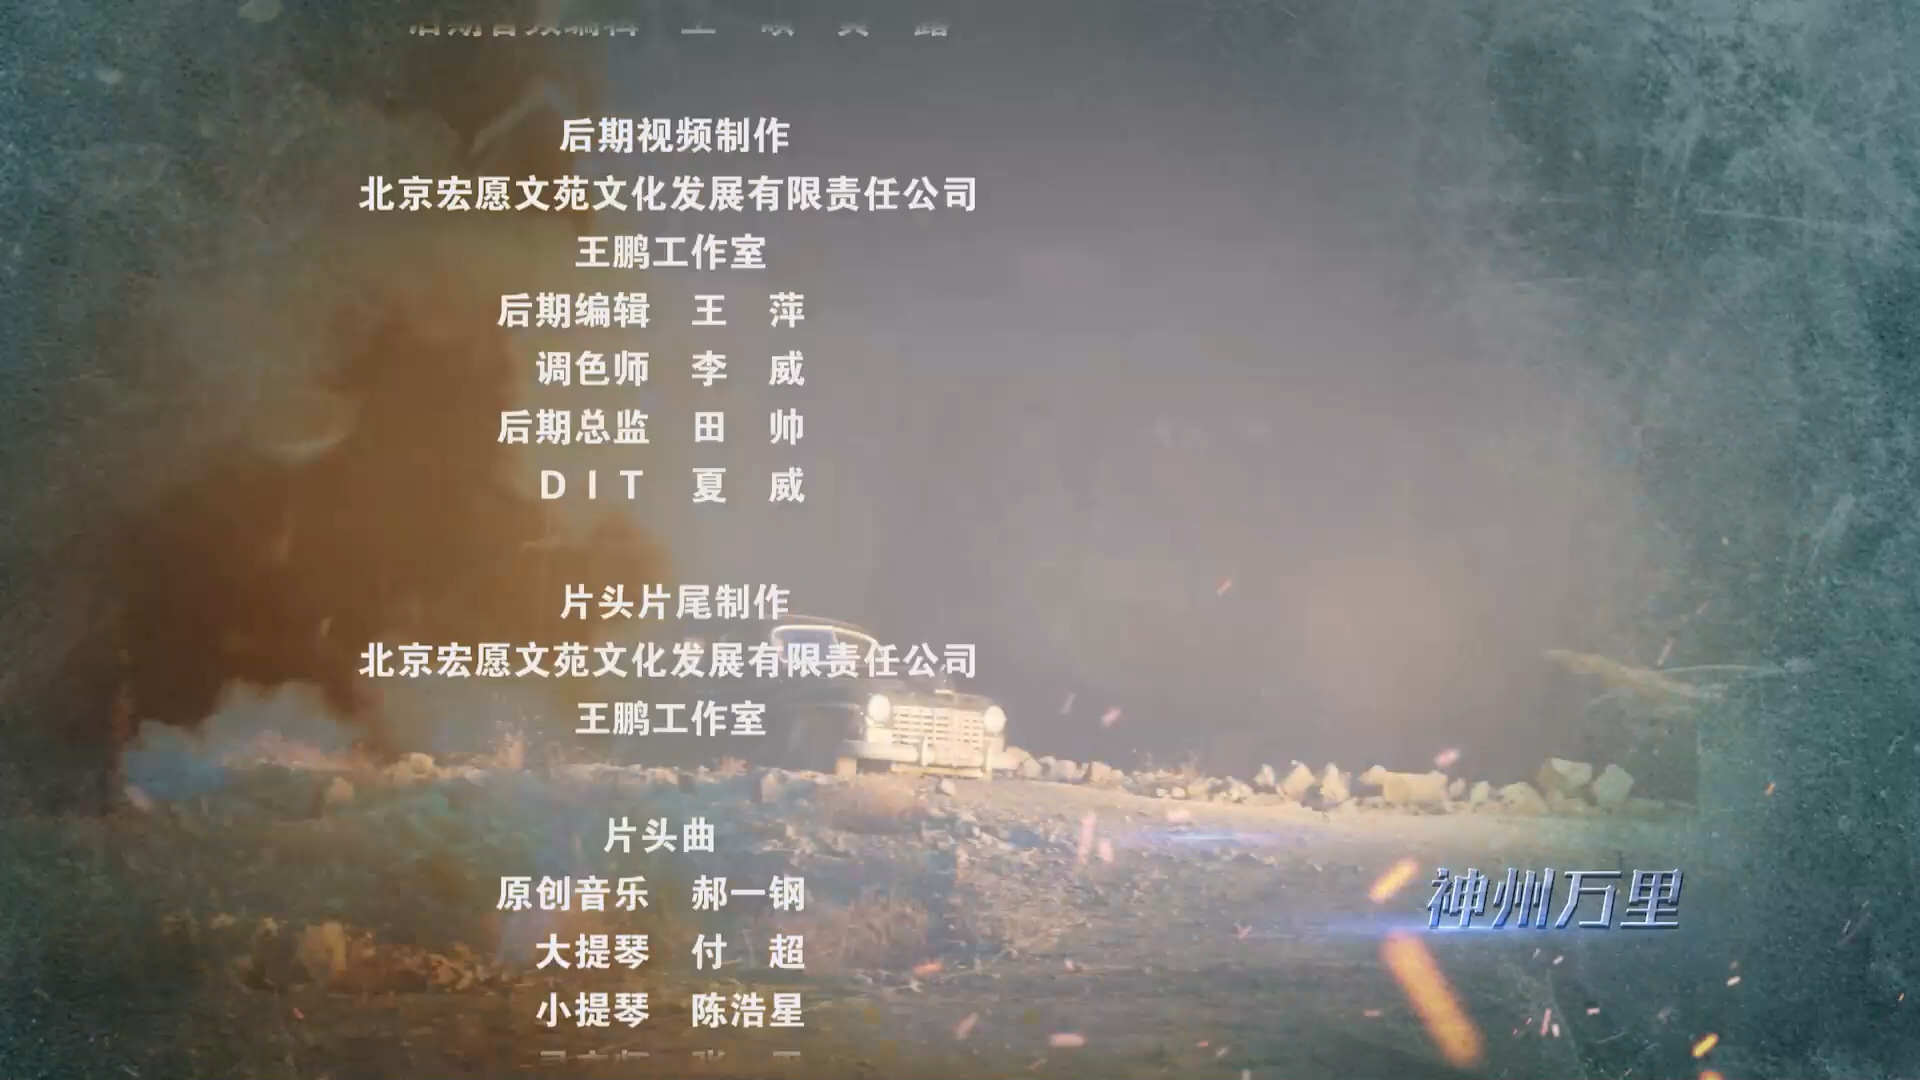 后期视频制作
北京宏愿文苑文化发展有限责任公司
王鹏工作室
后期编辑 王 萍
调色师 李 威
后期总监 田 帅
DIT 夏 威
片头片尾制作
北京宏愿文苑文化发展有限责任公司
王鹏工作室
片头曲
原创音乐 郝一钢
大提琴 付 超
小提琴 陈浩星
神州万里